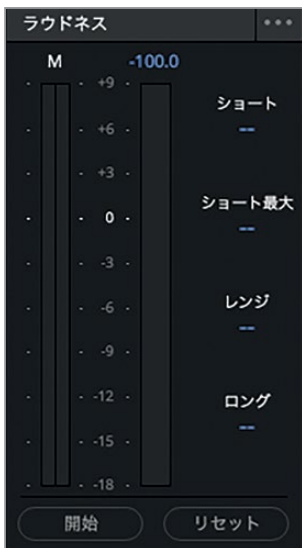 ラウドネス •••
M -100.0
+9
ショート
+6
--
+3
ショート最大
0
--
-3
レンジ
-6
--
-9
ロング
-12
--
-15
-18
開始 リセット